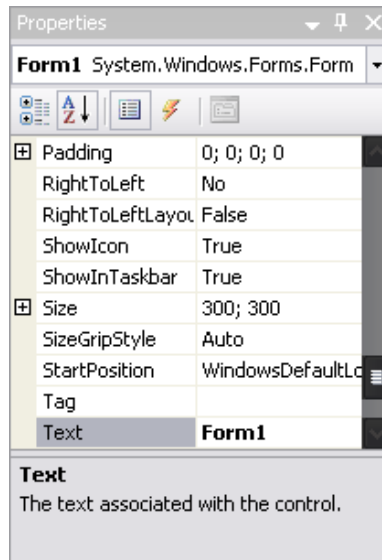 Properties
Form1 System.Windows.Forms.Form
Padding 0; 0; 0; 0
RightToLeft No
RightToLeftLayou False
ShowIcon True
ShowInTaskbar True
Size 300; 300
SizeGripStyle Auto
StartPosition WindowsDefaultLo
Tag
Text Form1
Text
The text associated with the control.